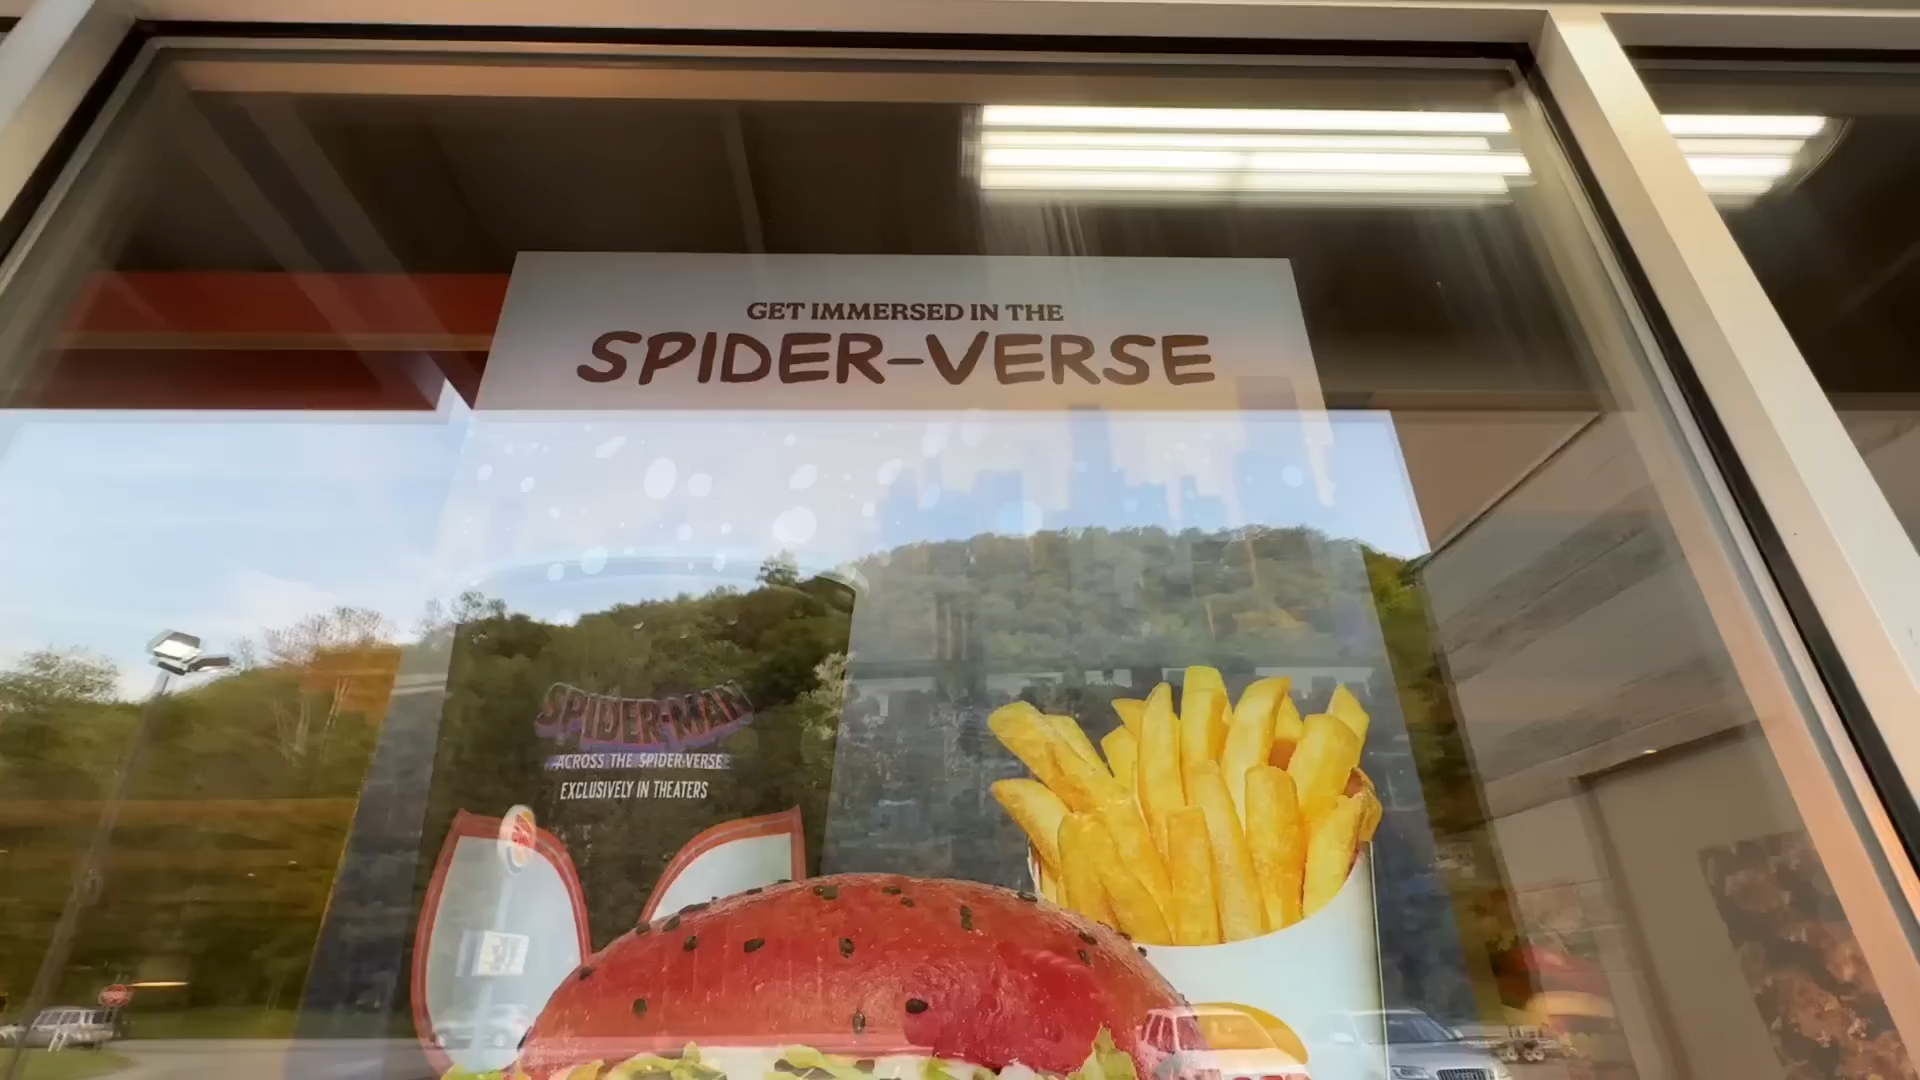 GET IMMERSED IN THE
SPIDER-VERSE
SPIDER-MAN
ACROSS THE SPIDER-VERSE
EXCLUSIVELY IN THEATERS